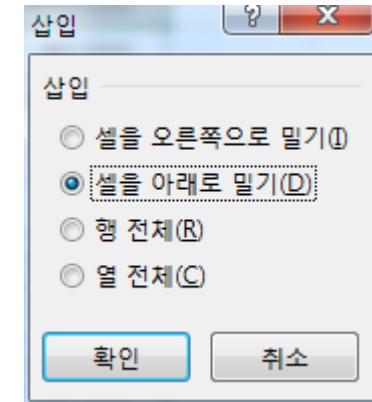 삽입
삽입
셀을 오른쪽으로 밀기(I)
셀을 아래로 밀기(D)
행 전체(R)
열 전체(C)
확인 취소